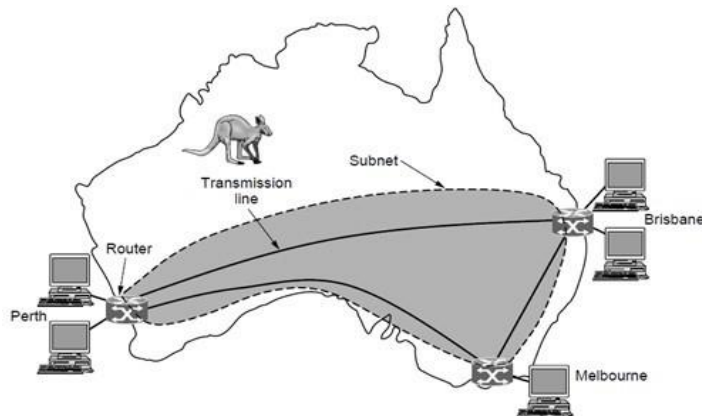 Subnet
Transmission
line
Brisbane
Router
Perth
Melbourne